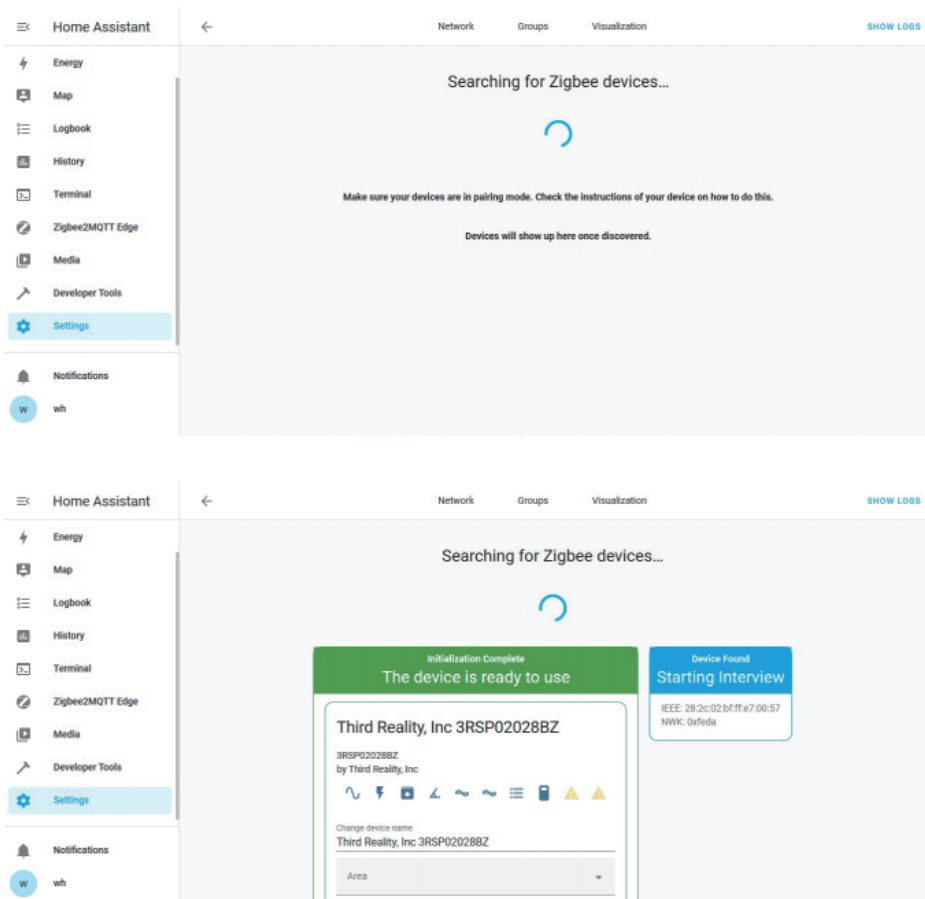 Home Assistant
Network Groups Visualization
SHOW LOGS
Energy
Map
Logbook
History
Terminal
Zigbee2MQTT Edge
Media
Developer Tools
Settings
Notifications
W wh
Searching for Zigbee devices...
Make sure your devices are in pairing mode. Check the instructions of your device on how to do this.
Devices will show up here once discovered.
Home Assistant
Network Groups Visualization
SHOW LOGS
Energy
Map
Logbook
History
Terminal
Zigbee2MQTT Edge
Media
Developer Tools
Settings
Notifications
W wh
Searching for Zigbee devices...
Initialization Complete
The device is ready to use
Third Reality, Inc 3RSP02028BZ
3RSP02028BZ
by Third Reality, Inc
Change device name
Third Reality, Inc 3RSP02028BZ
Area
Device Found
Starting Interview
IEEE: 28:2c:02:bf:ff:e7:00:57
NWK: 0xfeda